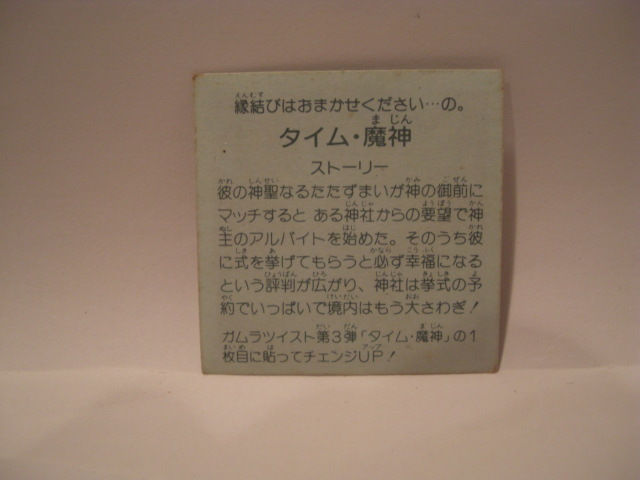 縁結びはおまかせください…の。
タイム・魔神
ストーリー
彼の神聖なるたたずまいが神の御前に
マッチすると ある神社からの要望で神
主のアルバイトを始めた。そのうち彼
に式を挙げてもらうと必ず幸福になる
という評判が広がり、神社は挙式の予
約でいっぱいで境内はもう大さわぎ!
ガムラツイスト第3弾「タイム・魔神」の1
枚目に貼ってチェンジUP!